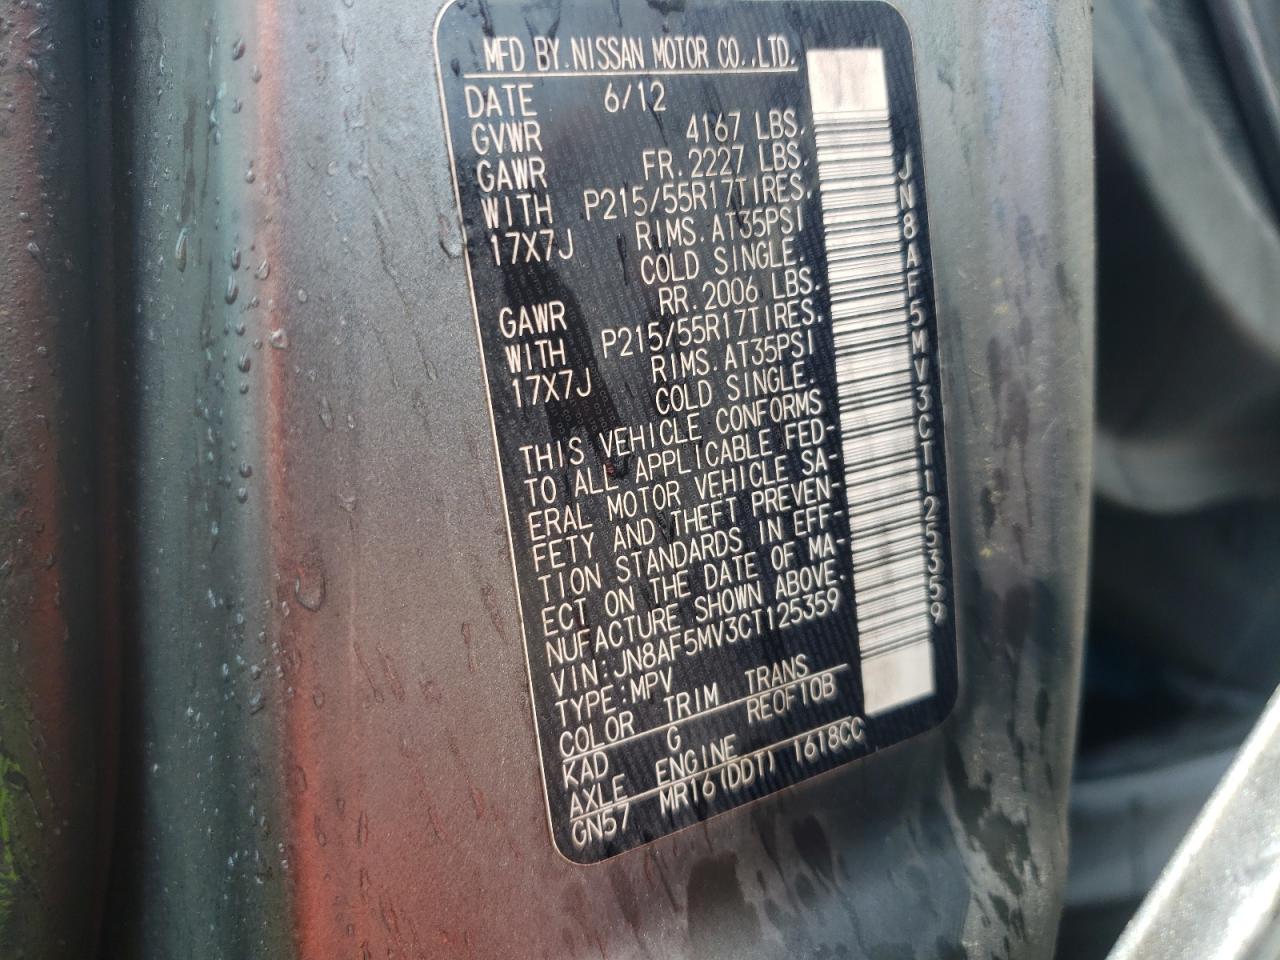 MFD BY.NISSAN MOTOR CO.,LTD.
DATE 6/12
GVWR 4167 LBS.
GAWR FR.2227 LBS.
WITH P215/55R17TIRES.
17X7J RIMS.AT35PSI
COLD SINGLE.
GAWR RR.2006 LBS.
WITH P215/55R17TIRES.
17X7J RIMS.AT35PSI
COLD SINGLE.
THIS VEHICLE CONFORMS
TO ALL APPLICABLE FED-
ERAL MOTOR VEHICLE SA-
FETY AND THEFT PREVEN-
TION STANDARDS IN EFF-
ECT ON THE DATE OF MA-
NUFACTURE SHOWN ABOVE.
VIN:JN8AF5MV3CT125359
TYPE:MPV
COLOR TRIM TRANS
KAD G RE0F10B
AXLE ENGINE
GN57 MR16(DDT) 1618CC
JN8AF5MV3CT125359